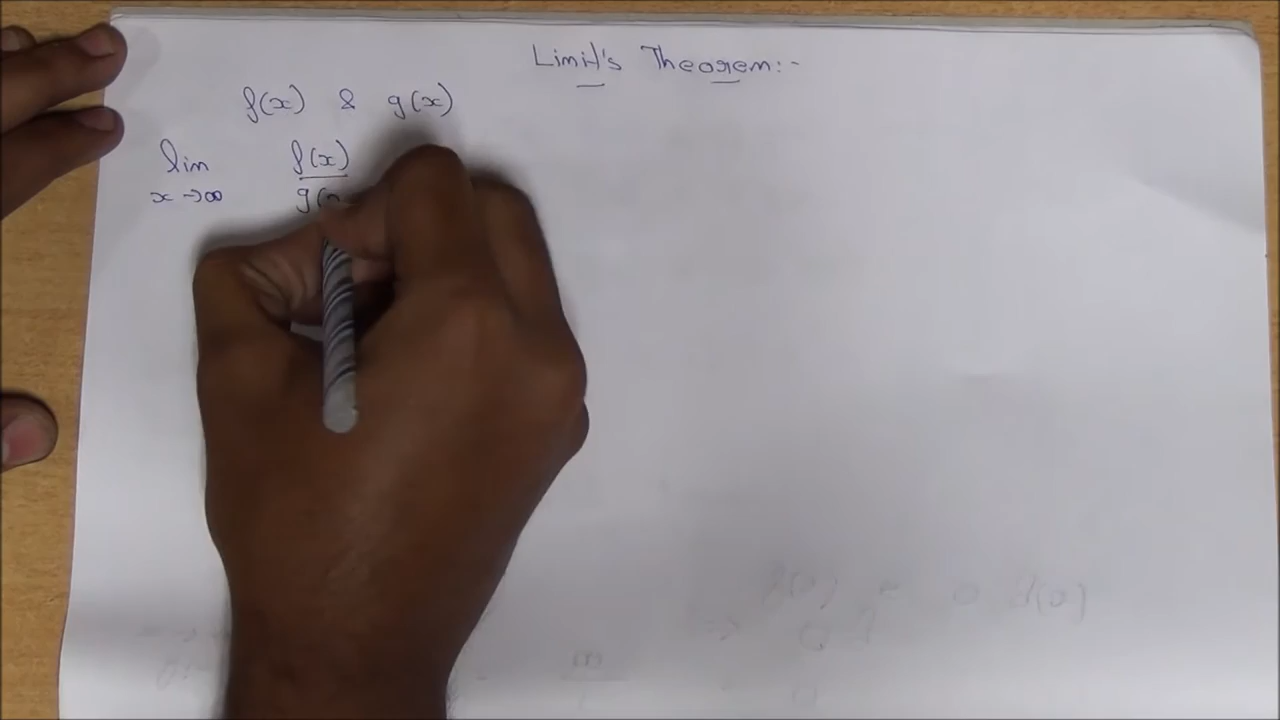 Limit's Theorem:-
f(x) & g(x)
lim f(x)
x→∞ g(x